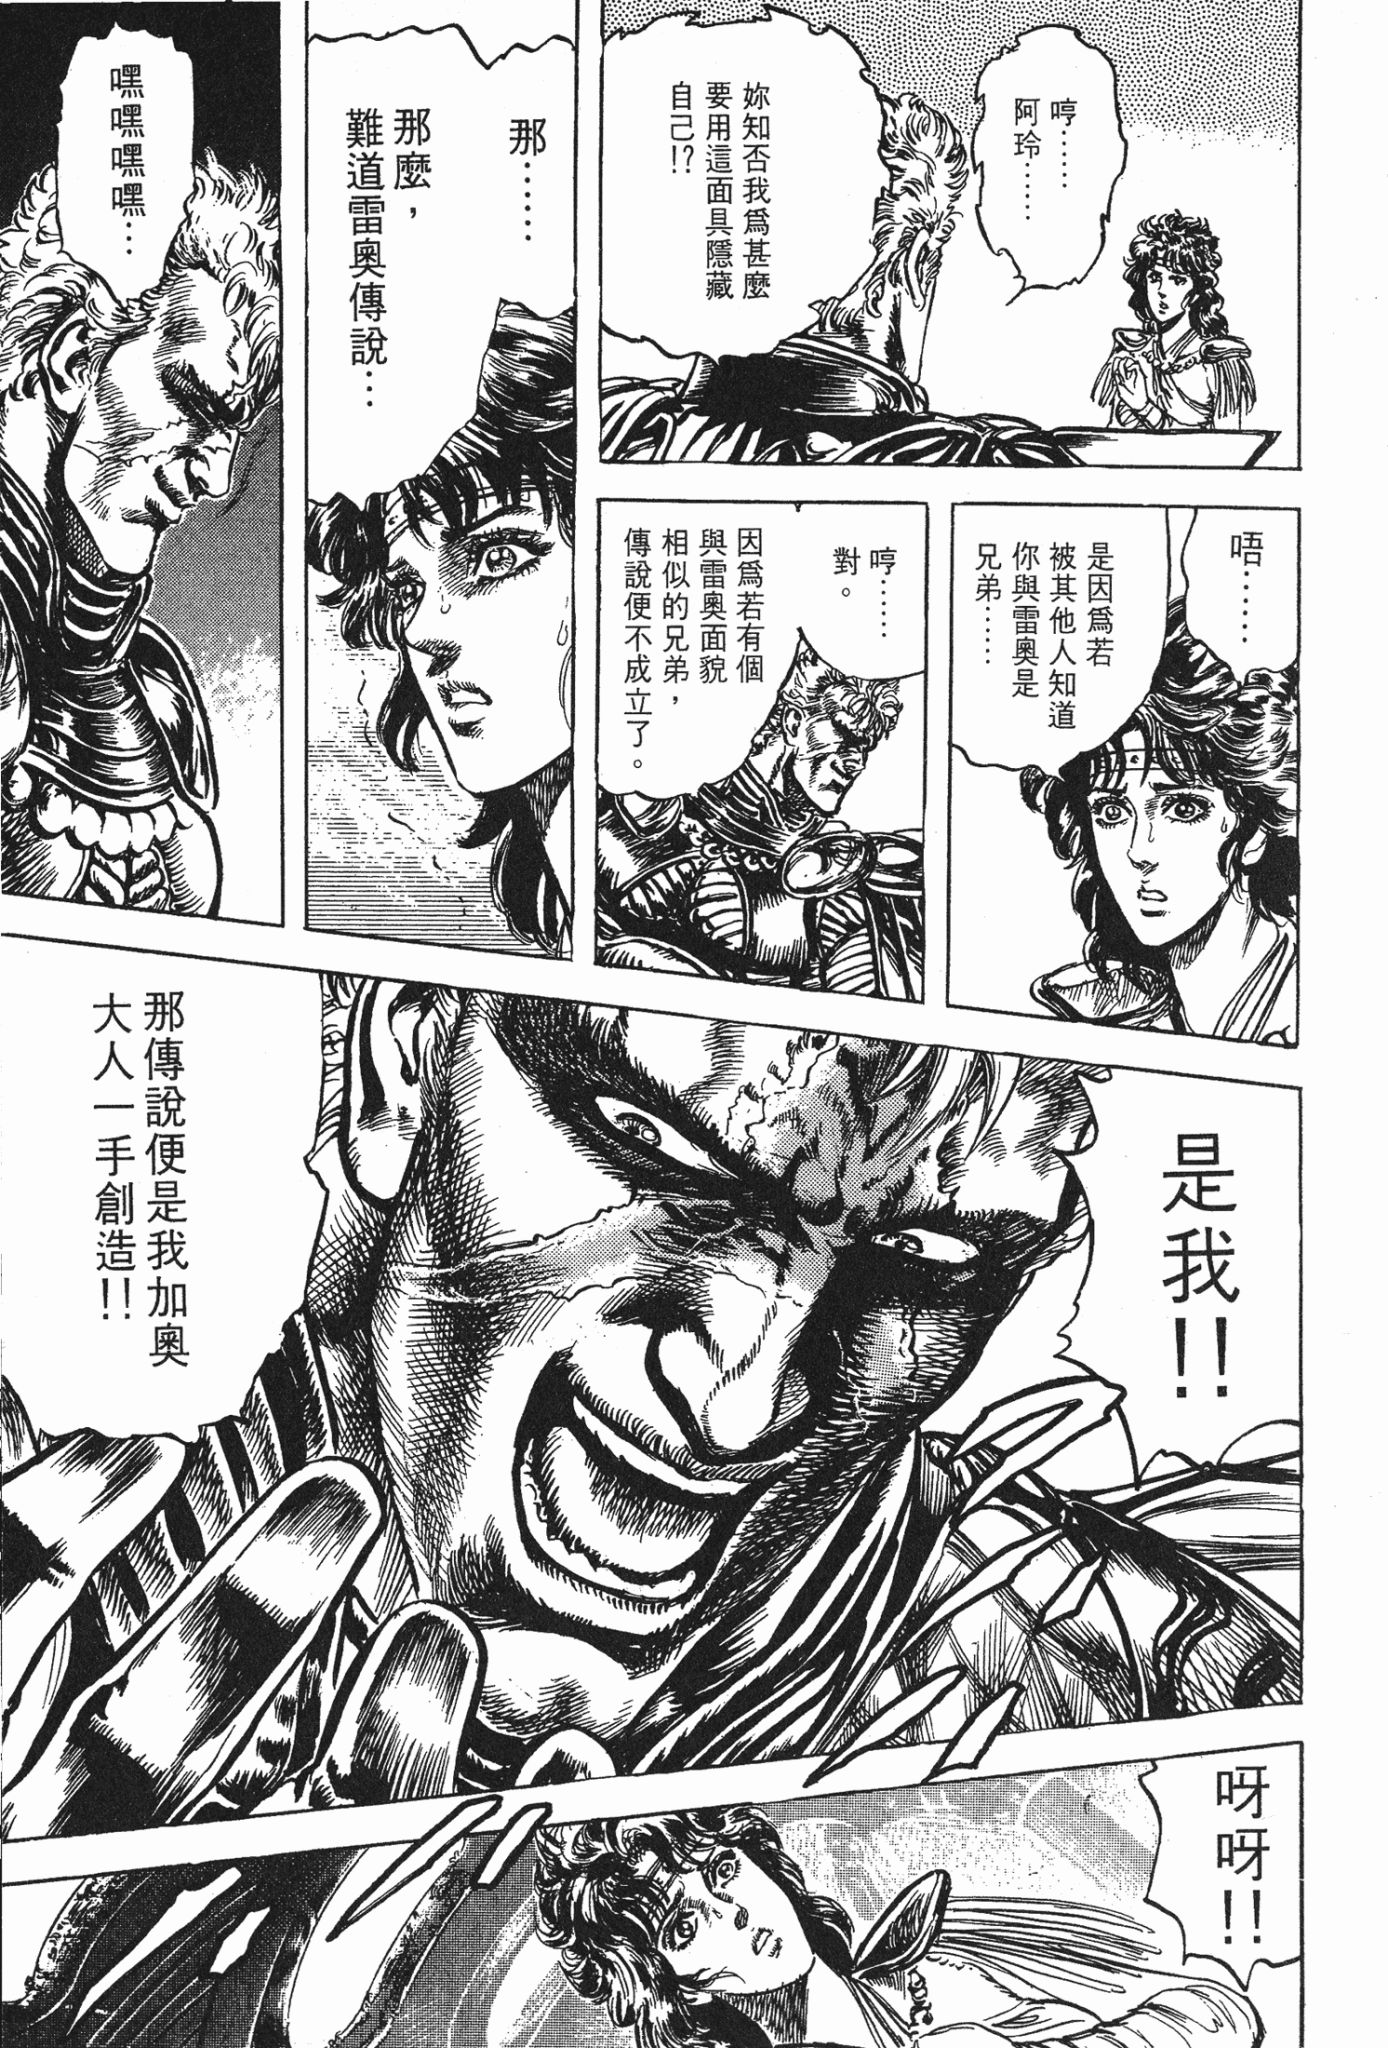 哼……
阿玲……
妳知否我爲甚麼
要用這面具隱藏
自己!?
唔……
是因爲若
被其他人知道
你與雷奧是
兄弟……
哼……
對。
因爲若有個
與雷奧面貌
相似的兄弟，
傳說便不成立了。
那……
那麼，
難道雷奧傳說…
嘿嘿嘿嘿…
是我!!
那傳說便是我加奧
大人一手創造!!
呀呀!!